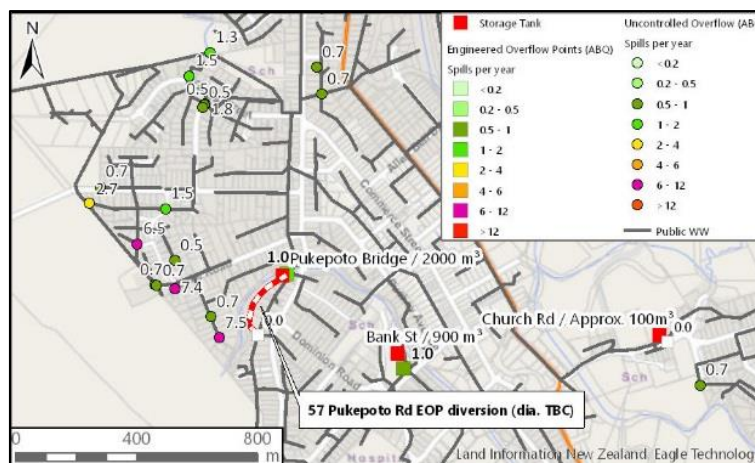 N
Storage Tank
Engineered Overflow Points (ABQ)
Spills per year
<0.2
0.2 - 0.5
0.5 - 1
1 - 2
2 - 4
4 - 6
6 - 12
>12
Uncontrolled Overflow (AB
Spills per year
<0.2
0.2 - 0.5
0.5 - 1
1 - 2
2 - 4
4 - 6
6 - 12
>12
Public WW
1.3
1.5
Sch
0.7
0.7
0.5
0.5
1.8
0.7
2.7
1.5
6.5
0.5
0.7
0.7
7.4
0.7
7.5
1.0
Pukepoto Bridge / 2000 m³
0.0
Commerce Street
Sch
Bank St / 900 m³
1.0
Church Rd / Approx. 100m³
0.0
Sch
0.7
Dominion Road
57 Pukepoto Rd EOP diversion (dia. TBC)
0
400
800
m
Hospital
Land Information New Zealand, Eagle Technolog